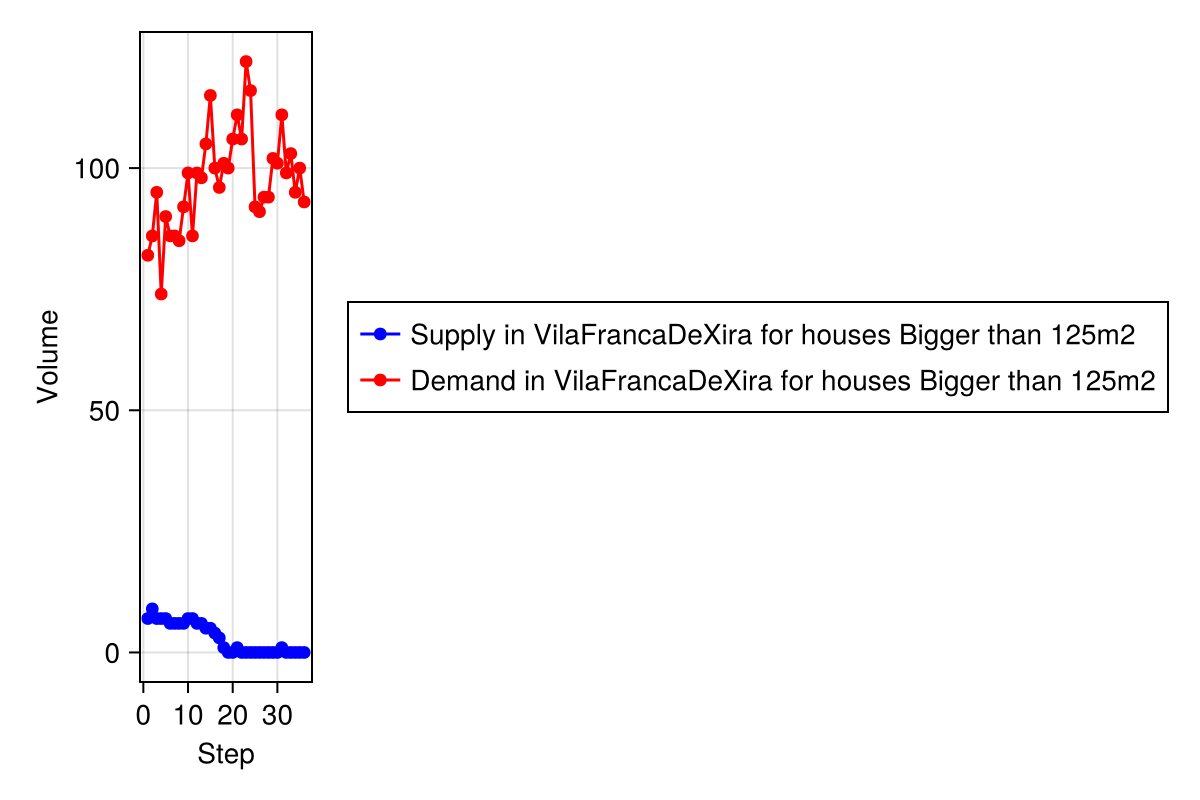 100
50
0
Volume
0 10 20 30
Step
Supply in VilaFrancaDeXira for houses Bigger than 125m2
Demand in VilaFrancaDeXira for houses Bigger than 125m2